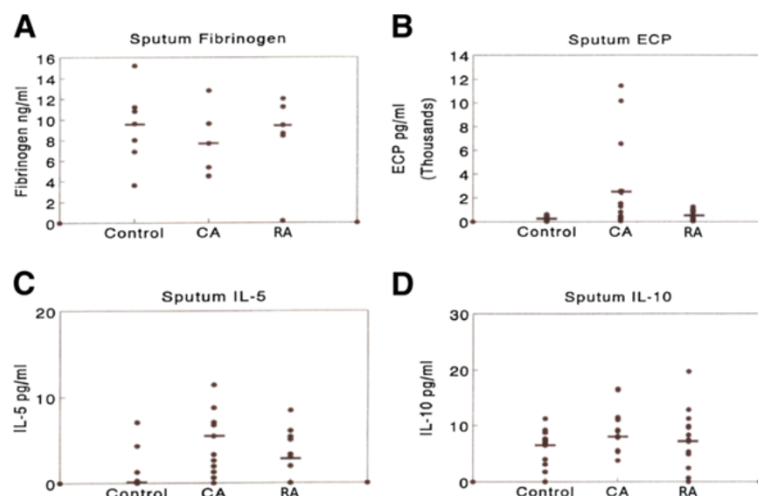 A
Sputum Fibrinogen
Fibrinogen ng/ml
16
14
12
10
8
6
4
2
0
Control CA RA
B
Sputum ECP
ECP pg/ml
(Thousands)
14
12
10
8
6
4
2
0
Control CA RA
C
Sputum IL-5
IL-5 pg/ml
20
10
0
Control CA RA
D
Sputum IL-10
IL-10 pg/ml
30
20
10
0
Control CA RA